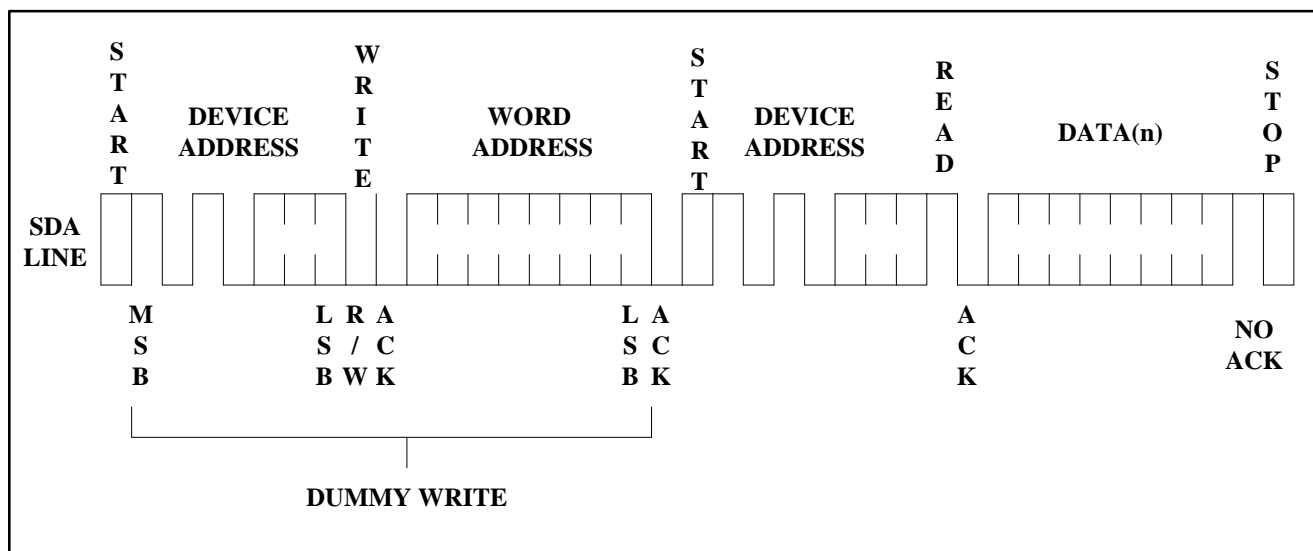 START
WRITE
START
READ
STOP
DEVICE
ADDRESS
WORD
ADDRESS
DEVICE
ADDRESS
DATA(n)
SDA
LINE
MSB
LSB
R/W
ACK
LSB
ACK
ACK
NO
ACK
DUMMY WRITE